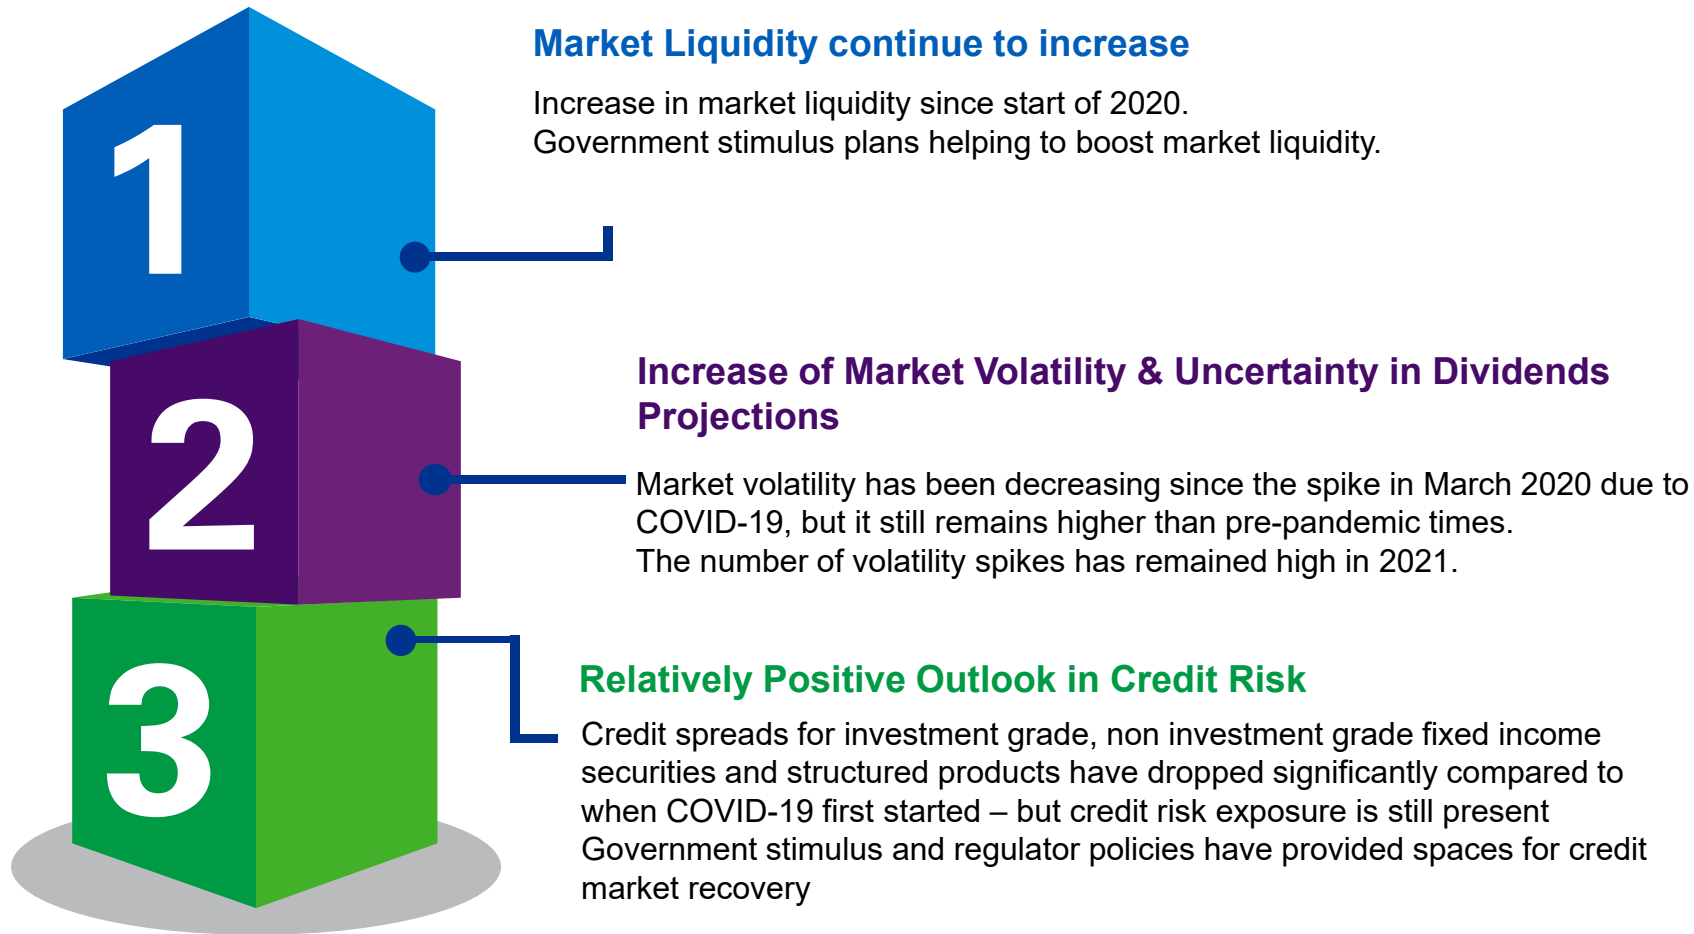 1
Market Liquidity continue to increase
Increase in market liquidity since start of 2020.
Government stimulus plans helping to boost market liquidity.
2
Increase of Market Volatility & Uncertainty in Dividends
Projections
Market volatility has been decreasing since the spike in March 2020 due to
COVID-19, but it still remains higher than pre-pandemic times.
The number of volatility spikes has remained high in 2021.
3
Relatively Positive Outlook in Credit Risk
Credit spreads for investment grade, non investment grade fixed income
securities and structured products have dropped significantly compared to
when COVID-19 first started – but credit risk exposure is still present
Government stimulus and regulator policies have provided spaces for credit
market recovery